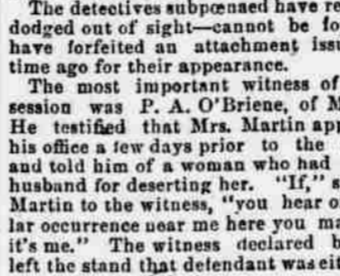 The detectives subpœnaed have re
dodged out of sight—cannot be fo
have forfeited an attachment issu
time ago for their appearance.
The most important witness of
session was P. A. O'Briene, of M
He testified that Mrs. Martin app
his office a few days prior to the
and told him of a woman who had
husband for deserting her. "If," s
Martin to the witness, "you hear o
lar occurrence near me here you ma
it's me." The witness declared b
left the stand that defendant was eit